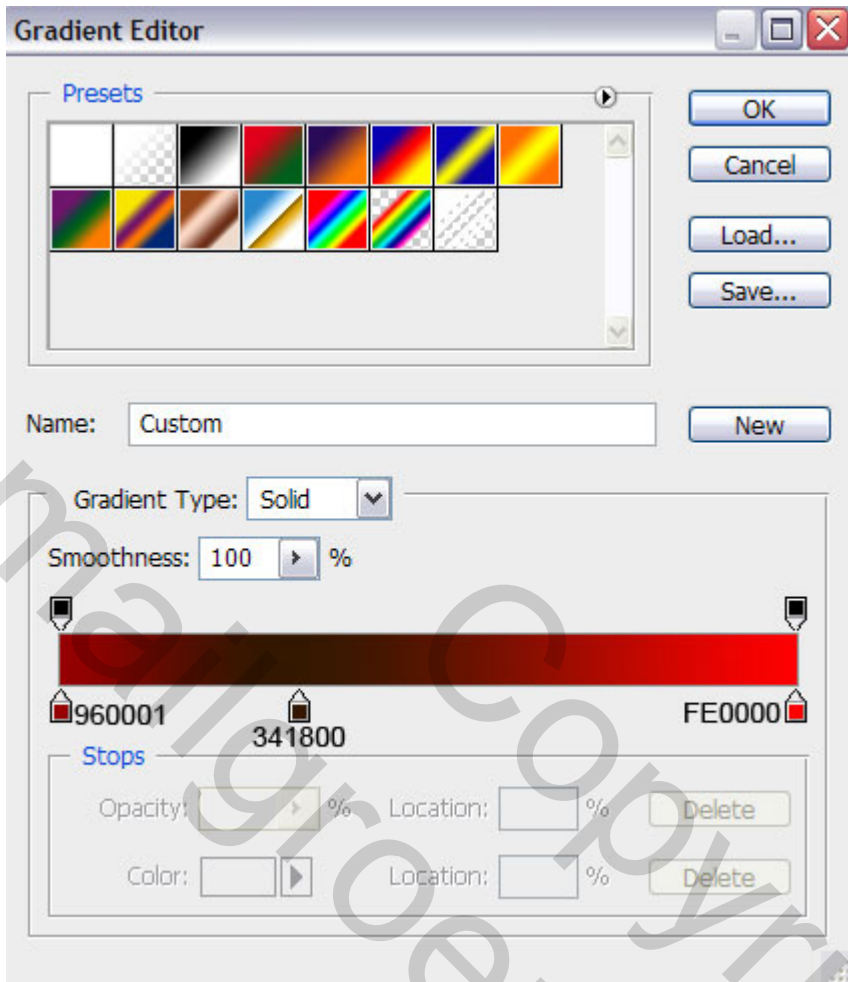 Gradient Editor
Presets
OK
Cancel
Load...
Save...
Name: Custom
New
Gradient Type: Solid
Smoothness: 100 %
960001
341800
FE0000
Stops
Opacity: % Location: % Delete
Color: Location: % Delete